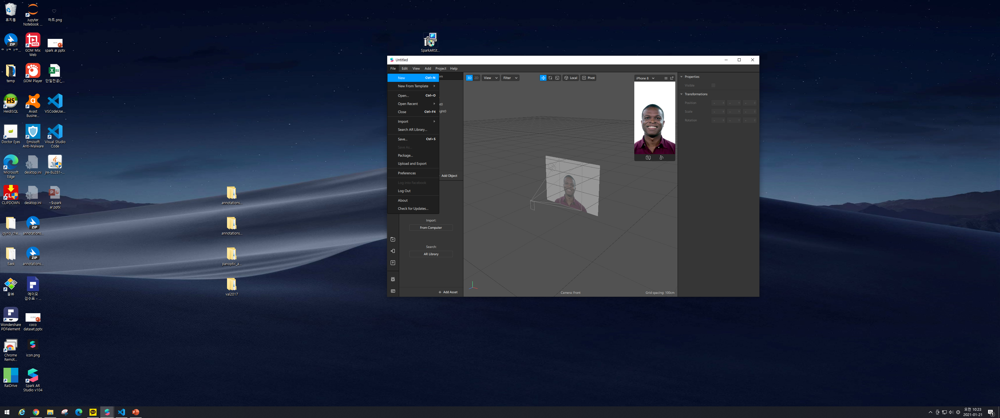 휴지통
Jupyter
Notebook ...
하트.png
ZIP
GOM Mix
Web
spark ar.pptx
temp
GOM Player
단일전공(_...
HeidiSQL
Avast
Busine...
VSCodeUse...
Doctor Eyes
Emsisoft
Anti-Malware
Visual Studio
Code
Microsoft
Edge
desktop.ini
jre-8u281-...
CLIPDOWN
desktop.ini
~$spark
ar.pptx
.ipynb_che...
annotations...
Baek
annotations...
꿀뷰
에이모
검수표 - ...
Wondershare
PDFelement
coco
dataset.pptx
Chrome
Remot...
icon.png
RaiDrive
Spark AR
Studio v104
annotations...
annotations...
panoptic_a...
val2017
SparkARSt...
Untitled
File Edit View Add Project Help
New Ctrl+N
New From Template
Open... Ctrl+O
Open Recent
Close Ctrl+F4
Import
Search AR Library...
Save... Ctrl+S
Save As...
Package...
Upload and Export
Preferences
Log into Facebook
Log Out
About
Check for Updates...
Add Object
Import:
From Computer
Search:
AR Library
+ Add Asset
3D 2D View Filter Local Pivot
iPhone 8
Camera: Front
Grid spacing: 100cm
Properties
Visible
Transformations
Position - X - Y - Z
Scale - X - Y - Z
Rotation - X - Y - Z
오전 10:23
2021-01-21
1